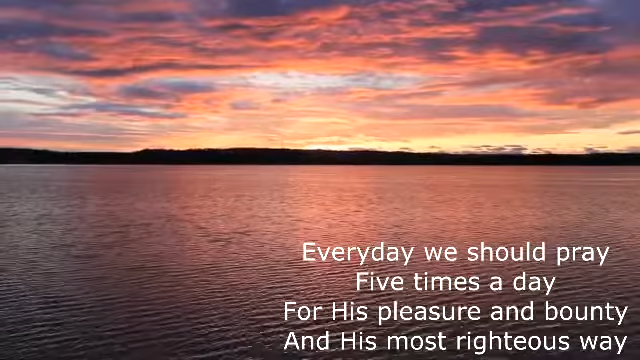 Everyday we should pray
Five times a day
For His pleasure and bounty
And His most righteous way